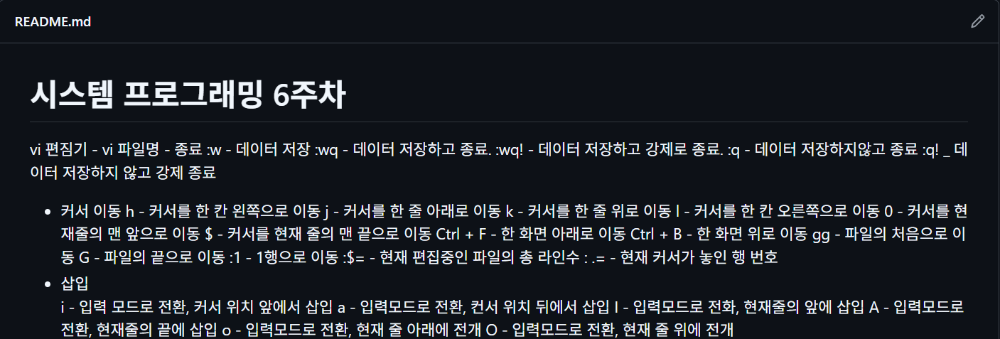 README.md
시스템 프로그래밍 6주차
vi 편짐기 - vi 파일명 - 종료 :w - 데이터 저장 :wq - 데이터 저장하고 종료. :wq! - 데이터 저장하고 강제로 종료. :q - 데이터 저장하지않고 종료 :q! _ 데
이터 저장하지 않고 강제 종료
커서 이동 h - 커서를 한 칸 왼쪽으로 이동 j - 커서를 한 줄 아래로 이동 k - 커서를 한 줄 위로 이동 l - 커서를 한 칸 오른쪽으로 이동 0 - 커서를 현
재줄의 맨 앞으로 이동 $ - 커서를 현재 줄의 맨 끝으로 이동 Ctrl + F - 한 화면 아래로 이동 Ctrl + B - 한 화면 위로 이동 gg - 파일의 처음으로 이
동 G - 파일의 끝으로 이동 :1 - 1행으로 이동 :$= - 현재 편집중인 파일의 총 라인수 : .= - 현재 커서가 놓인 행 번호
삽입
i - 입력 모드로 전환, 커서 위치 앞에서 삽입 a - 입력모드로 전환, 컨서 위치 뒤에서 삽입 I - 입력모드로 전화, 현재줄의 앞에 삽입 A - 입력모드로
전환, 현재줄의 끝에 삽입 o - 입력모드로 전환, 현재 줄 아래에 전개 O - 입력모드로 전환, 현재 줄 위에 전개